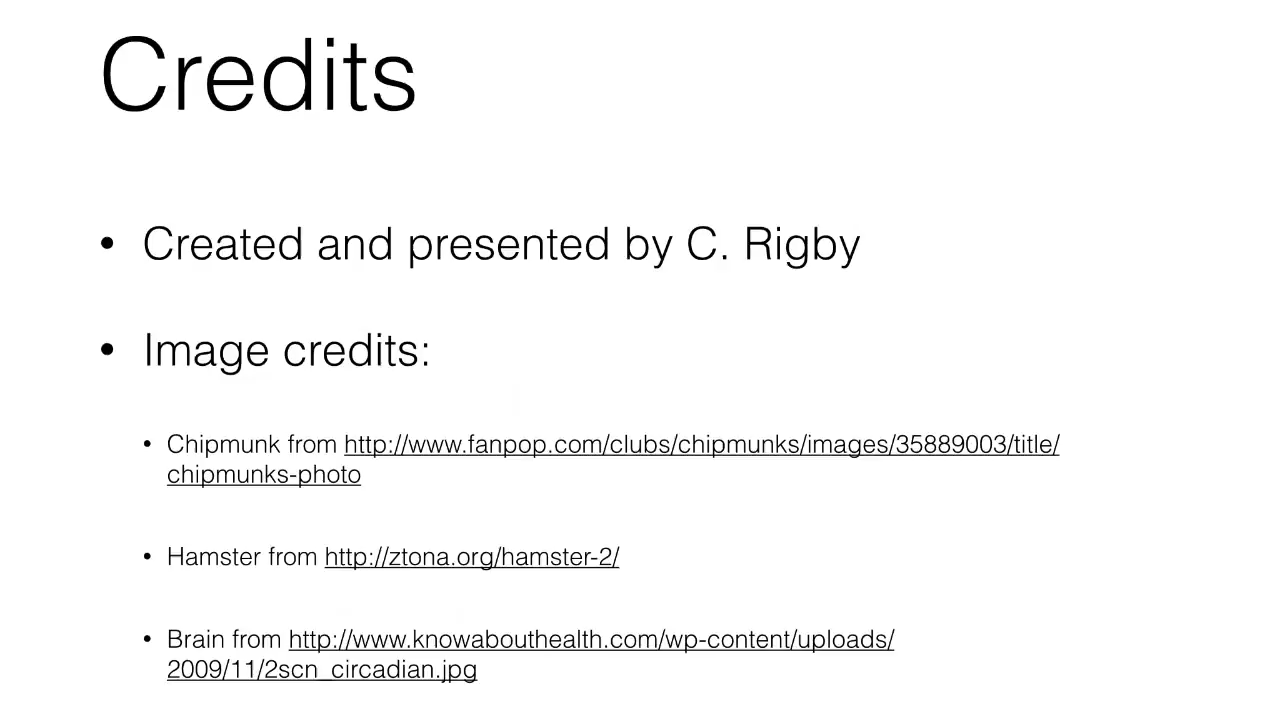 Credits
• Created and presented by C. Rigby
• Image credits:
• Chipmunk from http://www.fanpop.com/clubs/chipmunks/images/35889003/title/
chipmunks-photo
• Hamster from http://ztona.org/hamster-2/
• Brain from http://www.knowabouthealth.com/wp-content/uploads/
2009/11/2scn_circadian.jpg